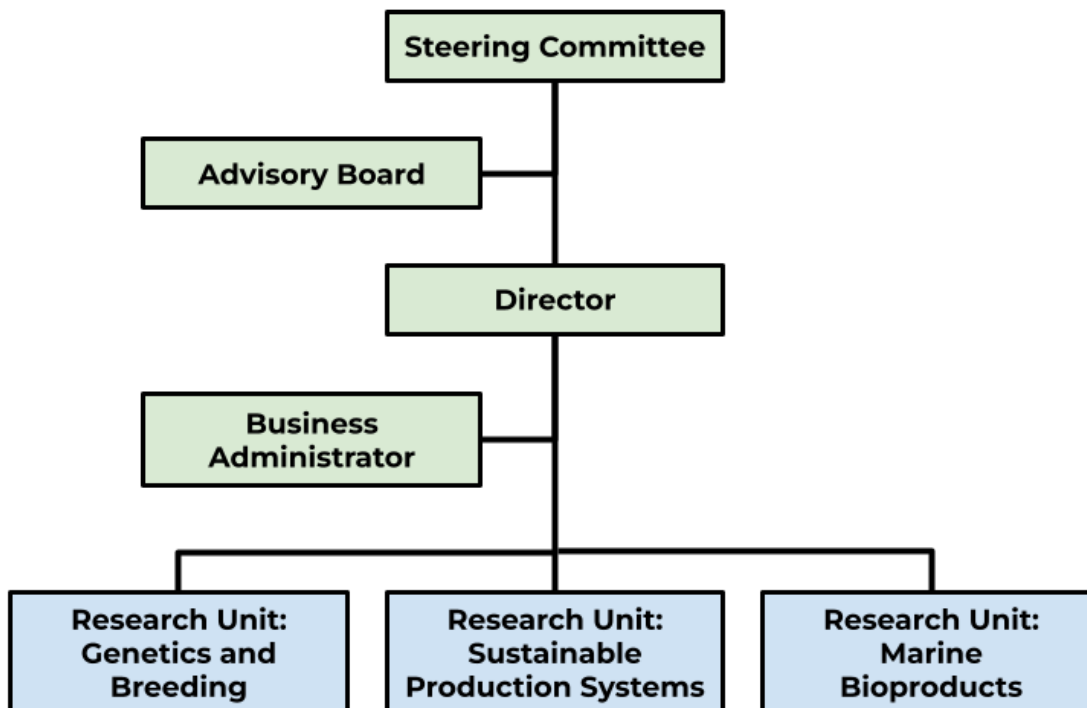 Steering Committee
Advisory Board
Director
Business
Administrator
Research Unit:
Genetics and
Breeding
Research Unit:
Sustainable
Production Systems
Research Unit:
Marine
Bioproducts